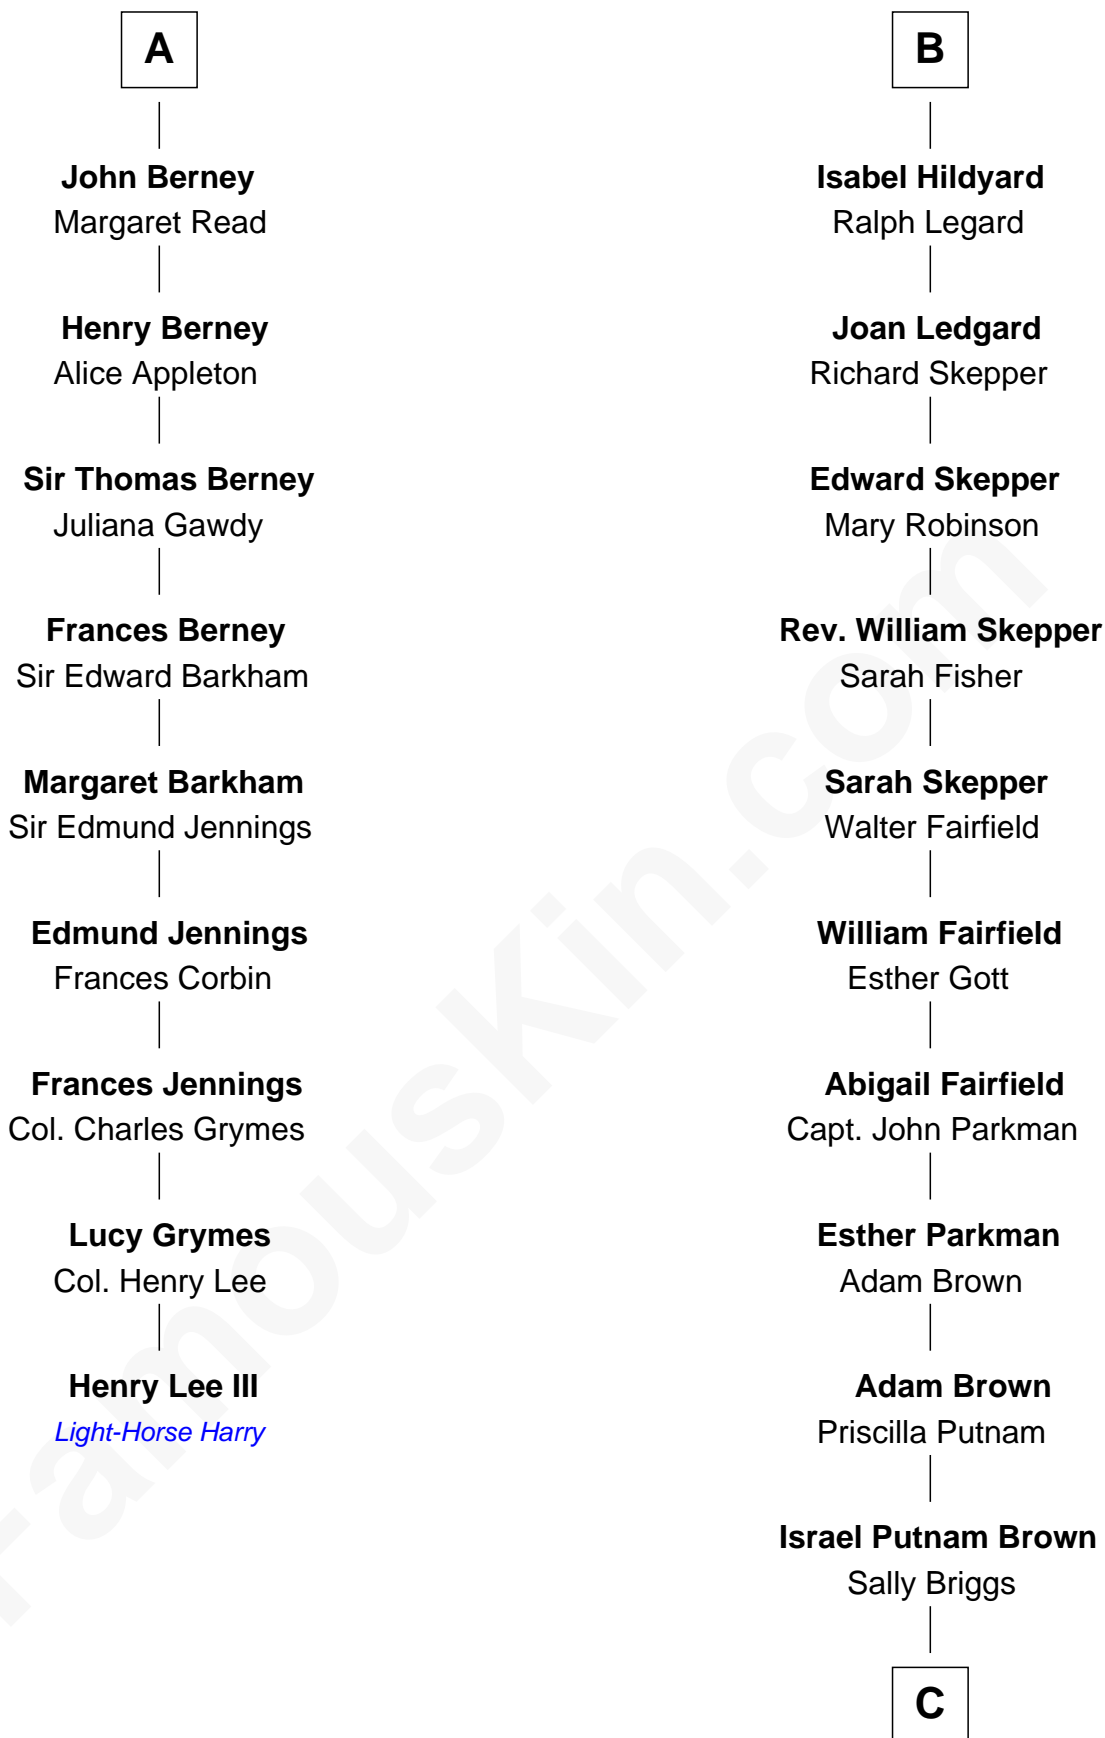 A
John Berney
Margaret Read
Henry Berney
Alice Appleton
Sir Thomas Berney
Juliana Gawdy
Frances Berney
Sir Edward Barkham
Margaret Barkham
Sir Edmund Jennings
Edmund Jennings
Frances Corbin
Frances Jennings
Col. Charles Grymes
Lucy Grymes
Col. Henry Lee
Henry Lee III
Light-Horse Harry
B
Isabel Hildyard
Ralph Legard
Joan Ledgard
Richard Skepper
Edward Skepper
Mary Robinson
Rev. William Skepper
Sarah Fisher
Sarah Skepper
Walter Fairfield
William Fairfield
Esther Gott
Abigail Fairfield
Capt. John Parkman
Esther Parkman
Adam Brown
Adam Brown
Priscilla Putnam
Israel Putnam Brown
Sally Briggs
C
FamousKin.com